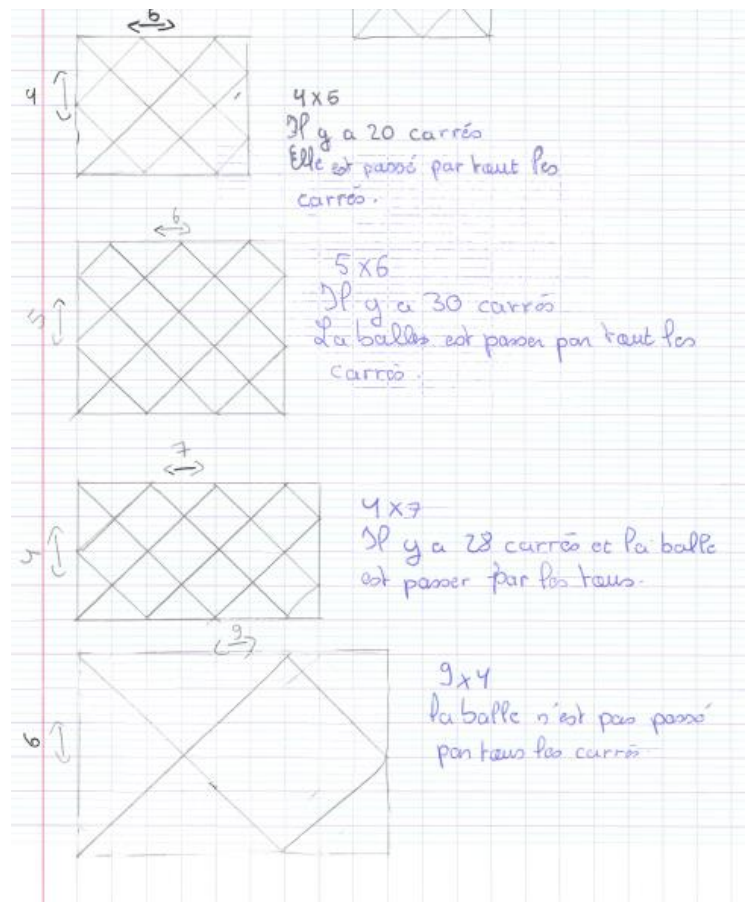 5
4
4x5
Il y a 20 carrés
Elle est passé par tout les
carrés.
6
5
5x6
Il y a 30 carrés
La balles est passer par tout les
carrés.
7
4x7
Il y a 28 carrés et la balle
est passer par les tous.
9
6
9x4
la balle n'est pas passé
par tous les carrés.